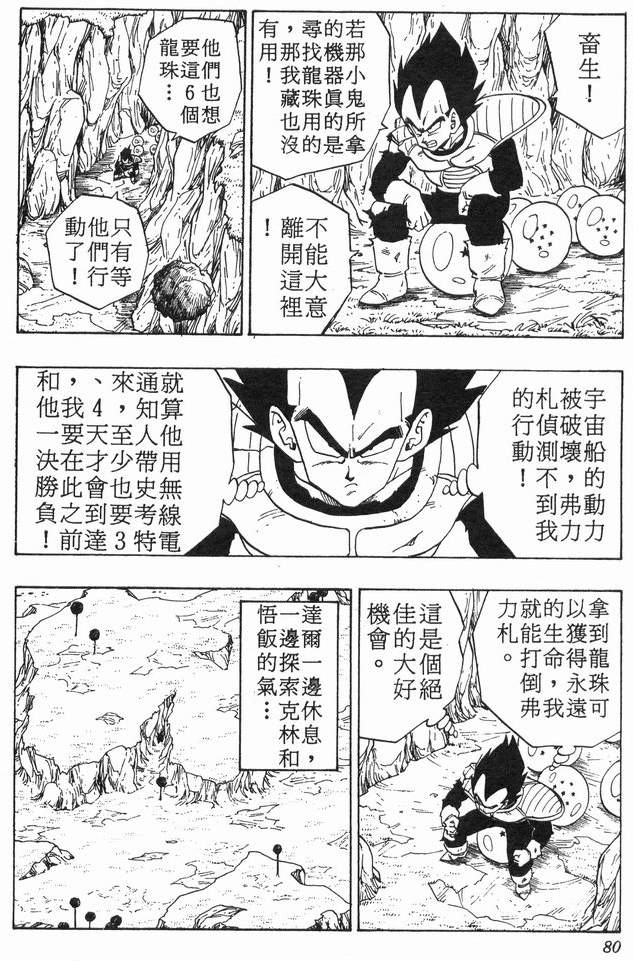 畜生！
若那小鬼所拿
的機器真的是
尋找龍珠用的
，那我藏也沒
有用！
不能大意
離開這裡
！
他們也想
要這6個
龍珠…
只有等
他們行
動了！
宇宙船的動力
被破壞，弗力
札偵測不到我
的行動！
就算他用無線電
通知人帶史考特
來，至少也要3
、4天才會到達
，我要在此之前
和他一決勝負！
拿到龍珠可
以獲得永遠
的生命，我
就能打倒弗
力札。
這是個絕
佳的大好
機會。
達爾一邊休息，
一邊探索克林和
悟飯的氣…
80